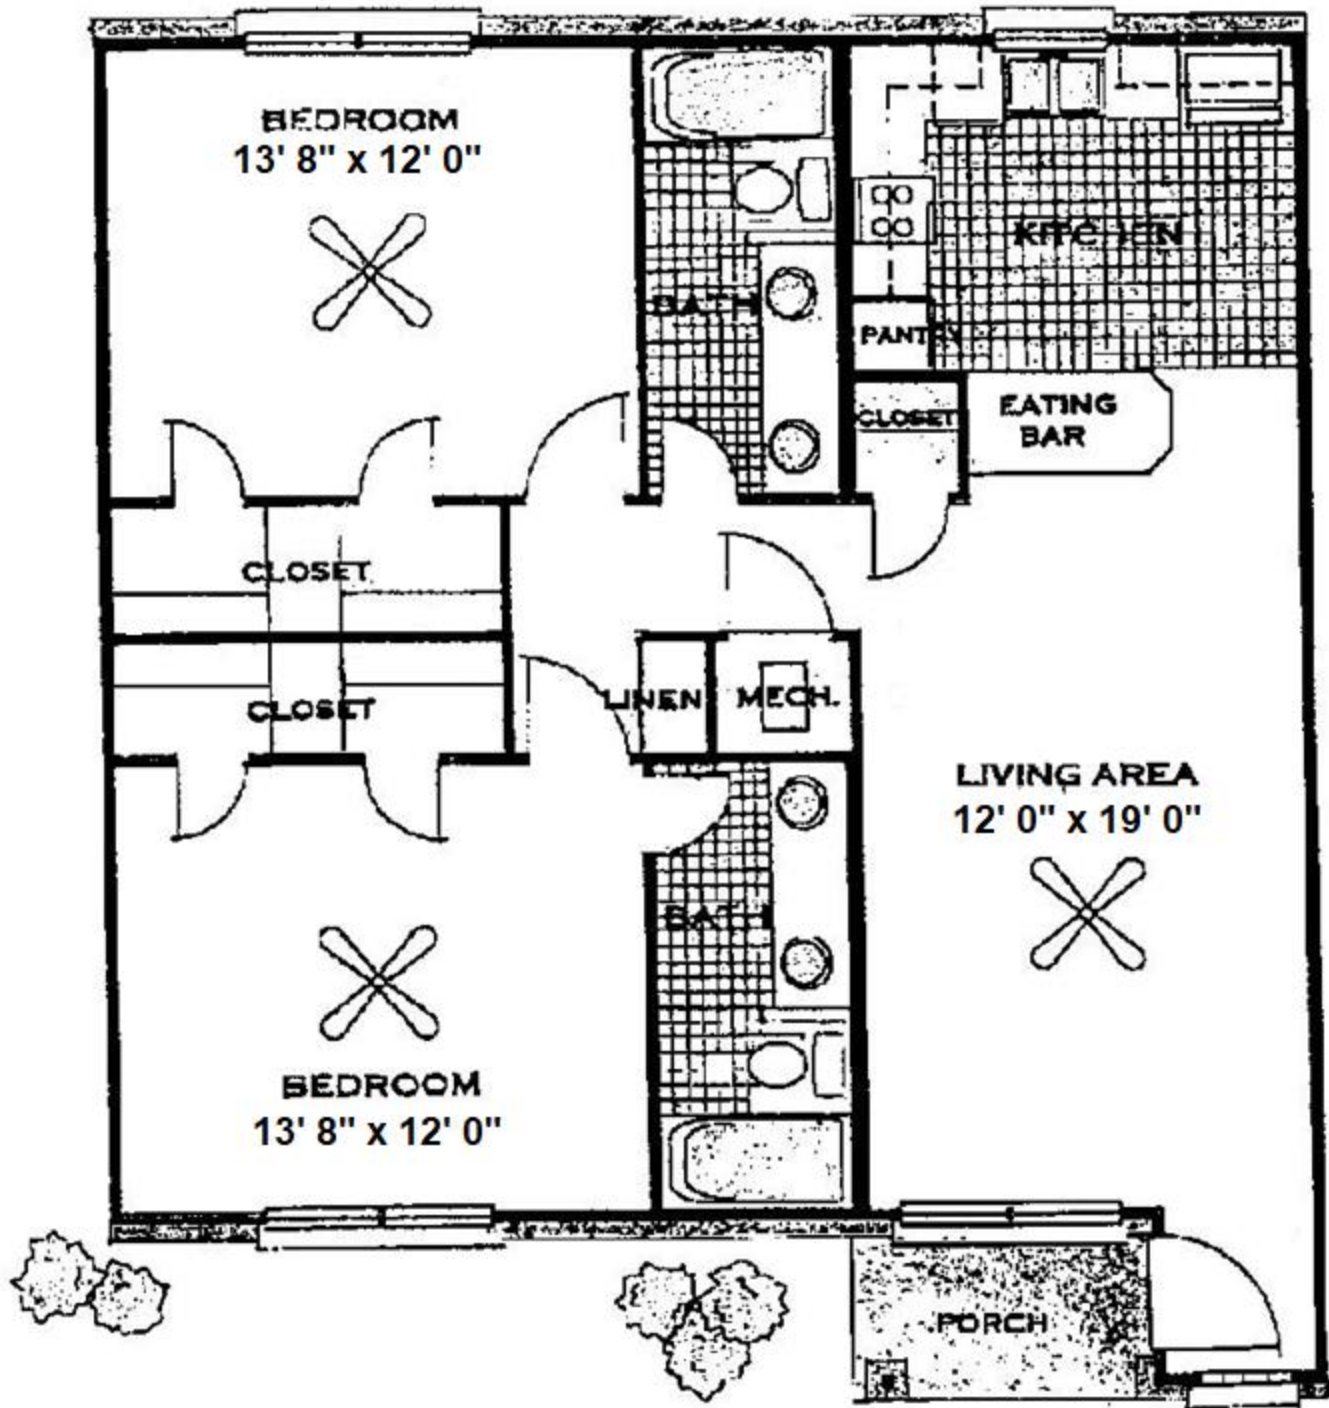 BEDROOM
13' 8" x 12' 0"
BATH
KITCHEN
PANTRY
CLOSET
EATING
BAR
CLOSET
CLOSET
LINEN
MECH.
LIVING AREA
12' 0" x 19' 0"
BATH
BEDROOM
13' 8" x 12' 0"
PORCH